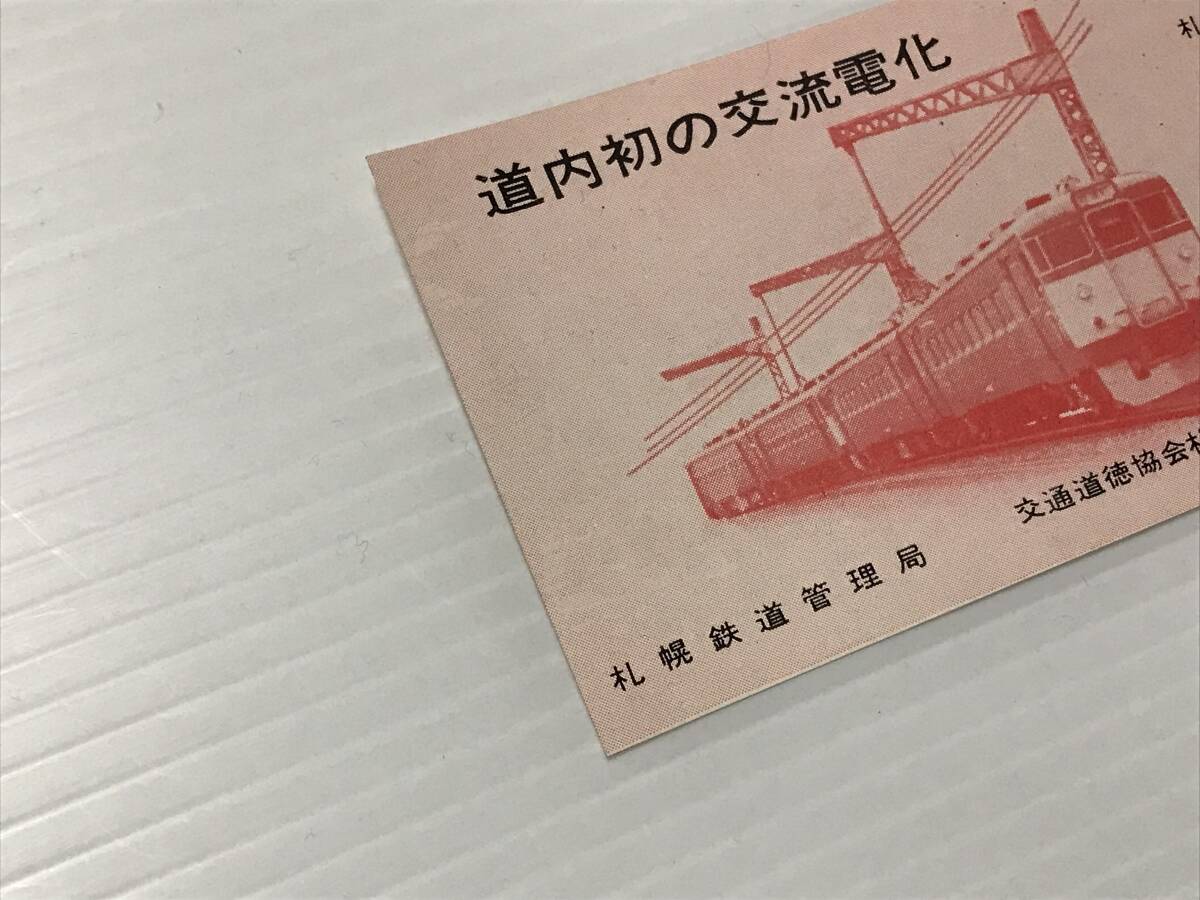 道内初の交流電化
札
交通道徳協会
札幌鉄道管理局